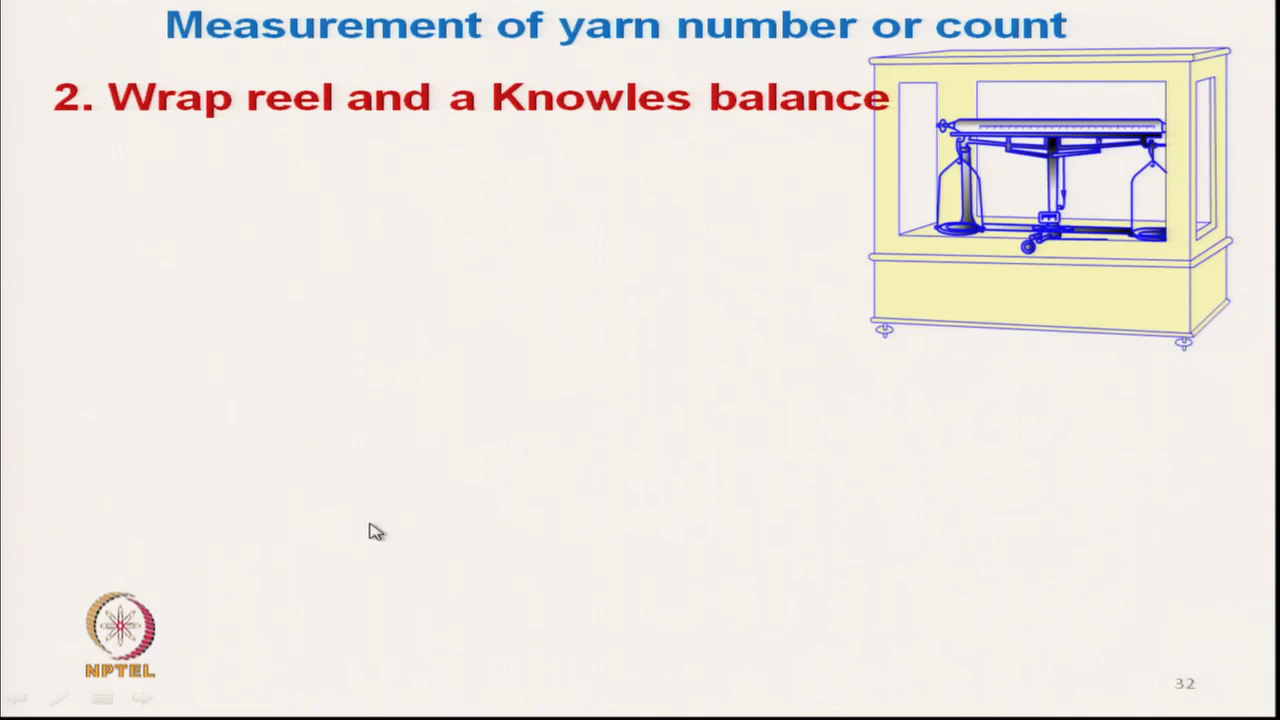 Measurement of yarn number or count
2. Wrap reel and a Knowles balance
NPTEL
32